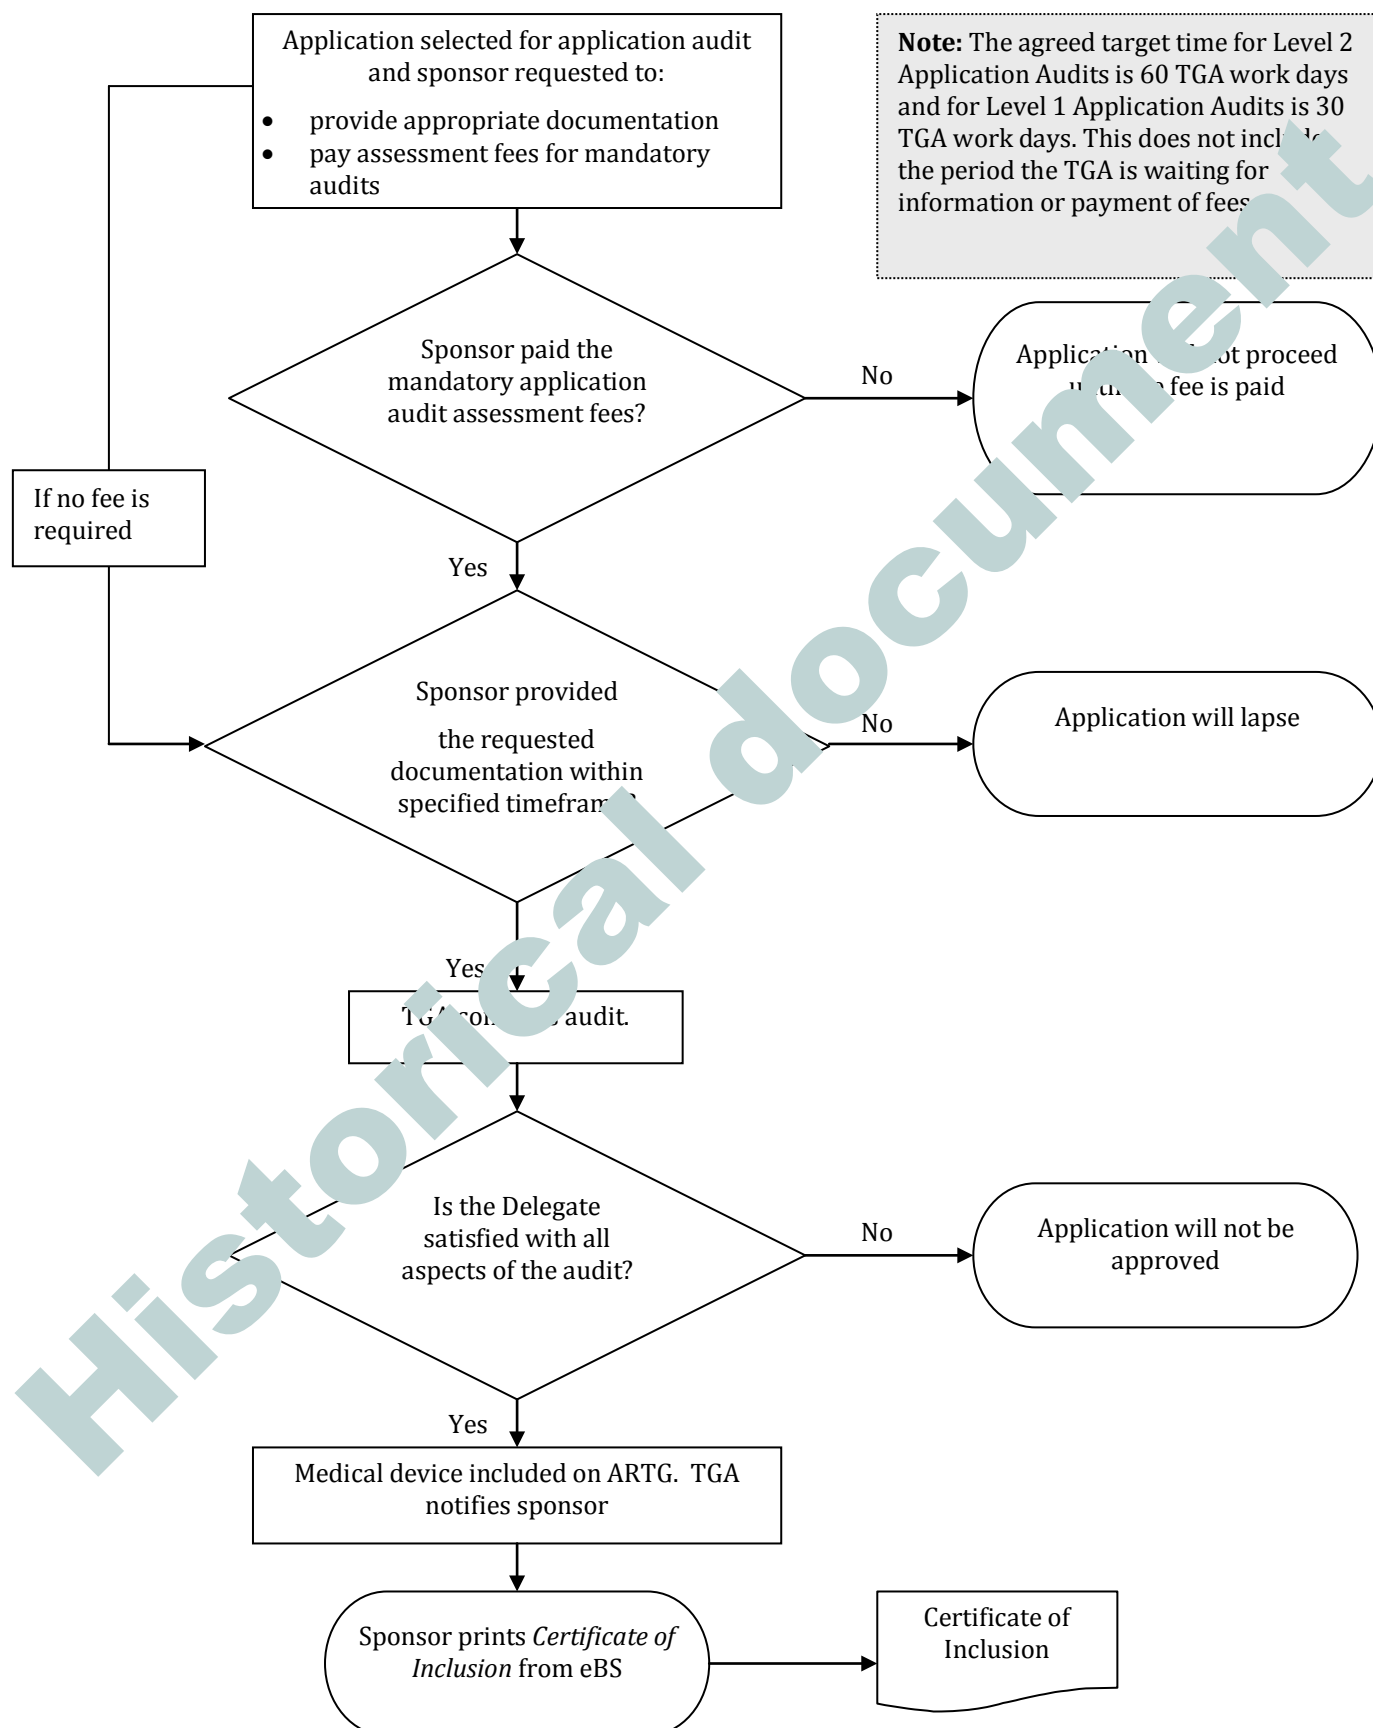 Application selected for application audit
and sponsor requested to:
• provide appropriate documentation
• pay assessment fees for mandatory
audits
Note: The agreed target time for Level 2
Application Audits is 60 TGA work days
and for Level 1 Application Audits is 30
TGA work days. This does not include
the period the TGA is waiting for
information or payment of fees
Sponsor paid the
mandatory application
audit assessment fees?
No
Application not proceed
fee is paid
If no fee is
required
Yes
Sponsor provided
the requested
documentation within
specified timeframe?
No
Application will lapse
Yes
TGA audit.
Is the Delegate
satisfied with all
aspects of the audit?
No
Application will not be
approved
Yes
Medical device included on ARTG. TGA
notifies sponsor
Sponsor prints Certificate of
Inclusion from eBS
Certificate of
Inclusion
Historical document